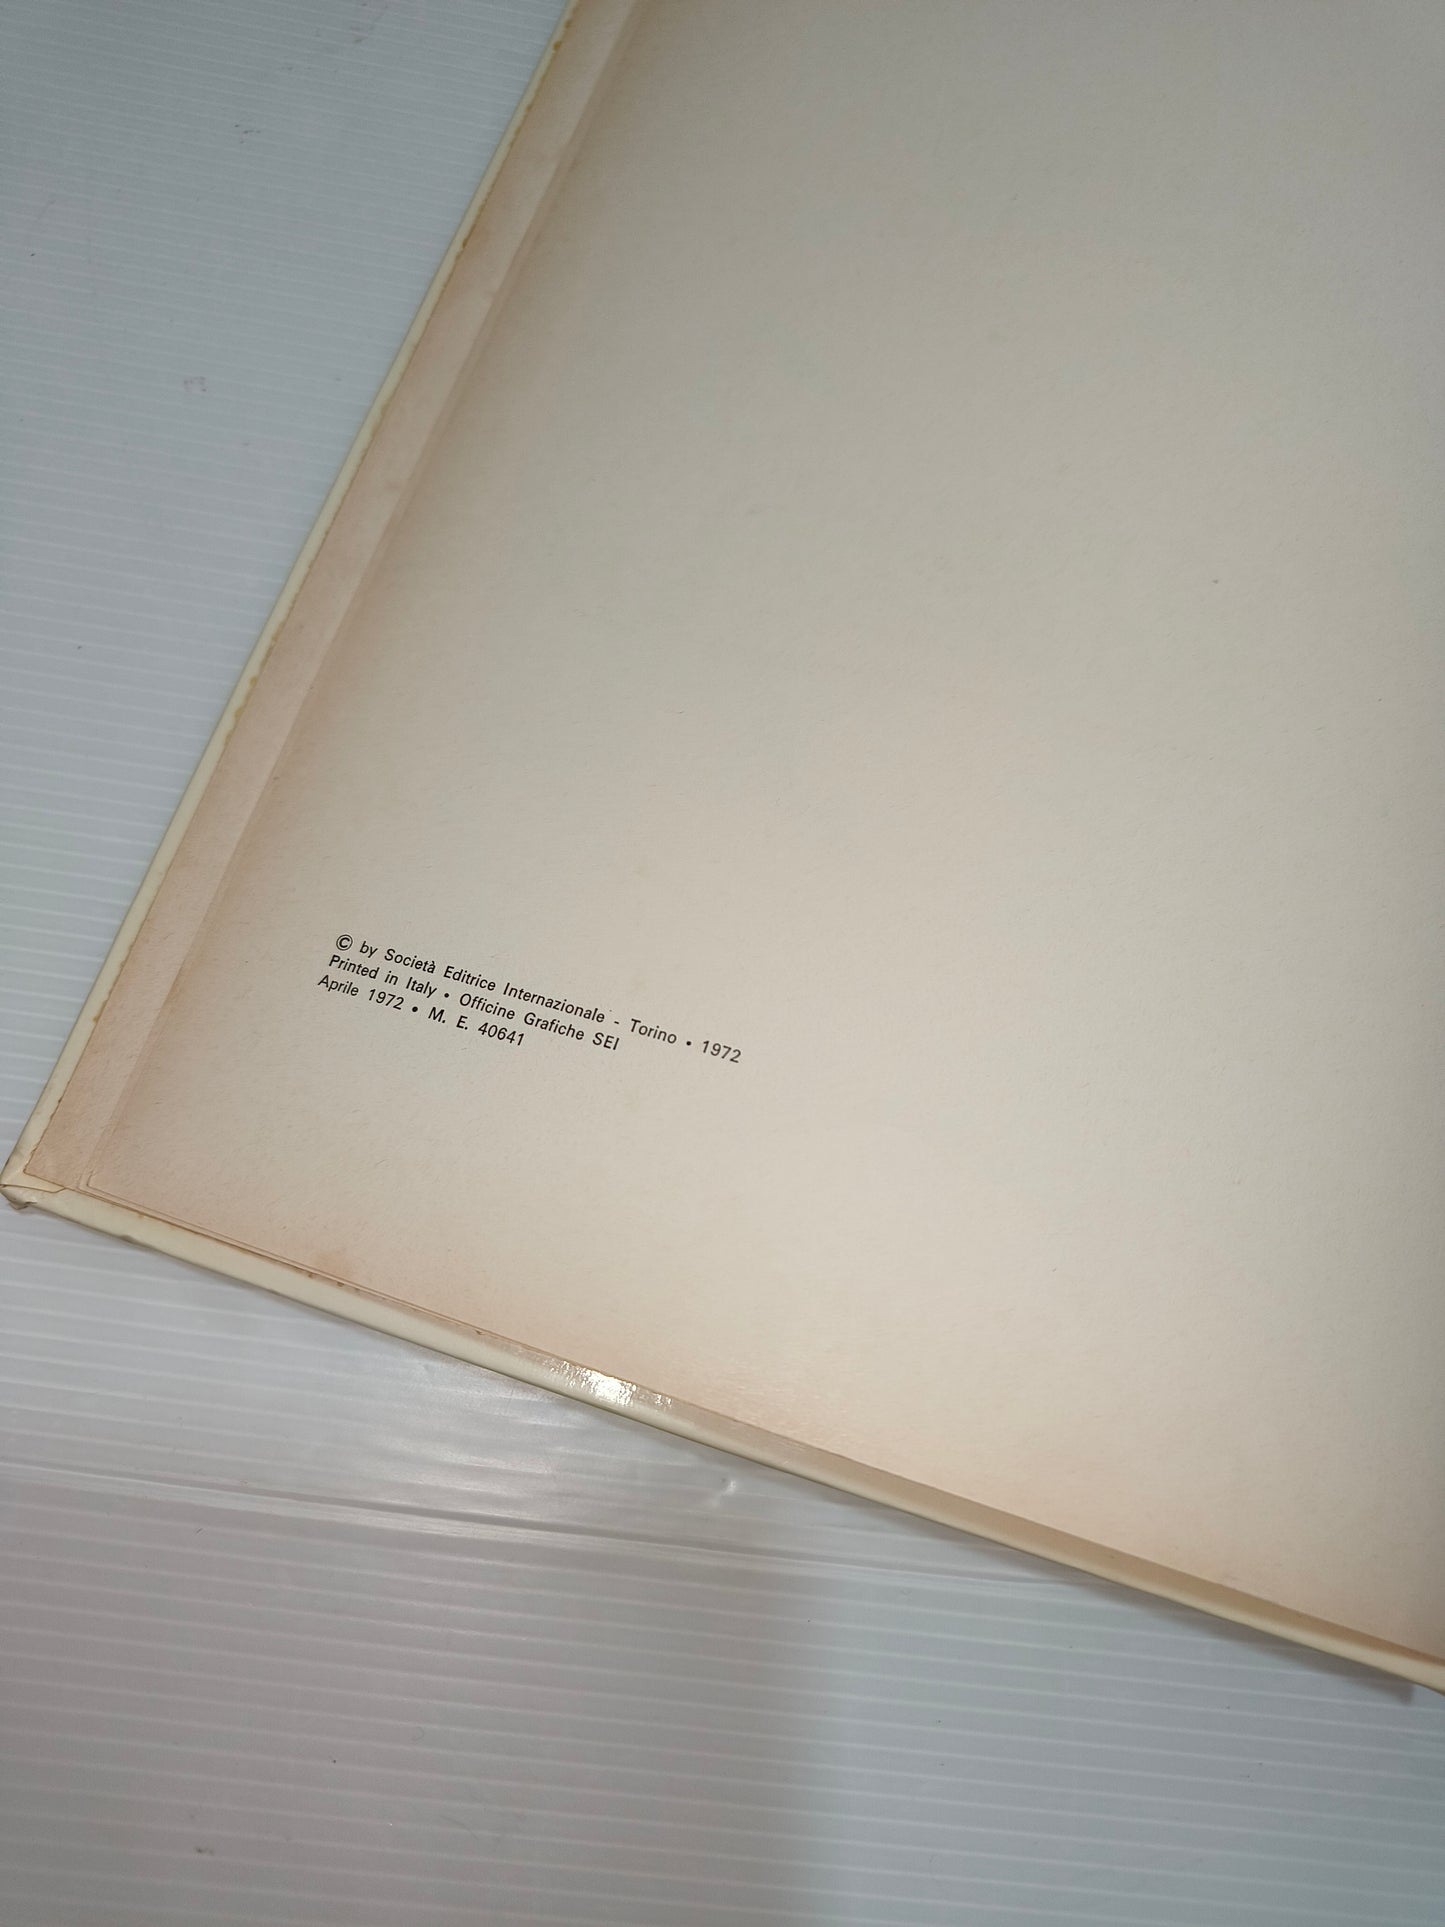 © by Società Editrice Internazionale - Torino • 1972
Printed in Italy • Officine Grafiche SEI
Aprile 1972 • M. E. 40641